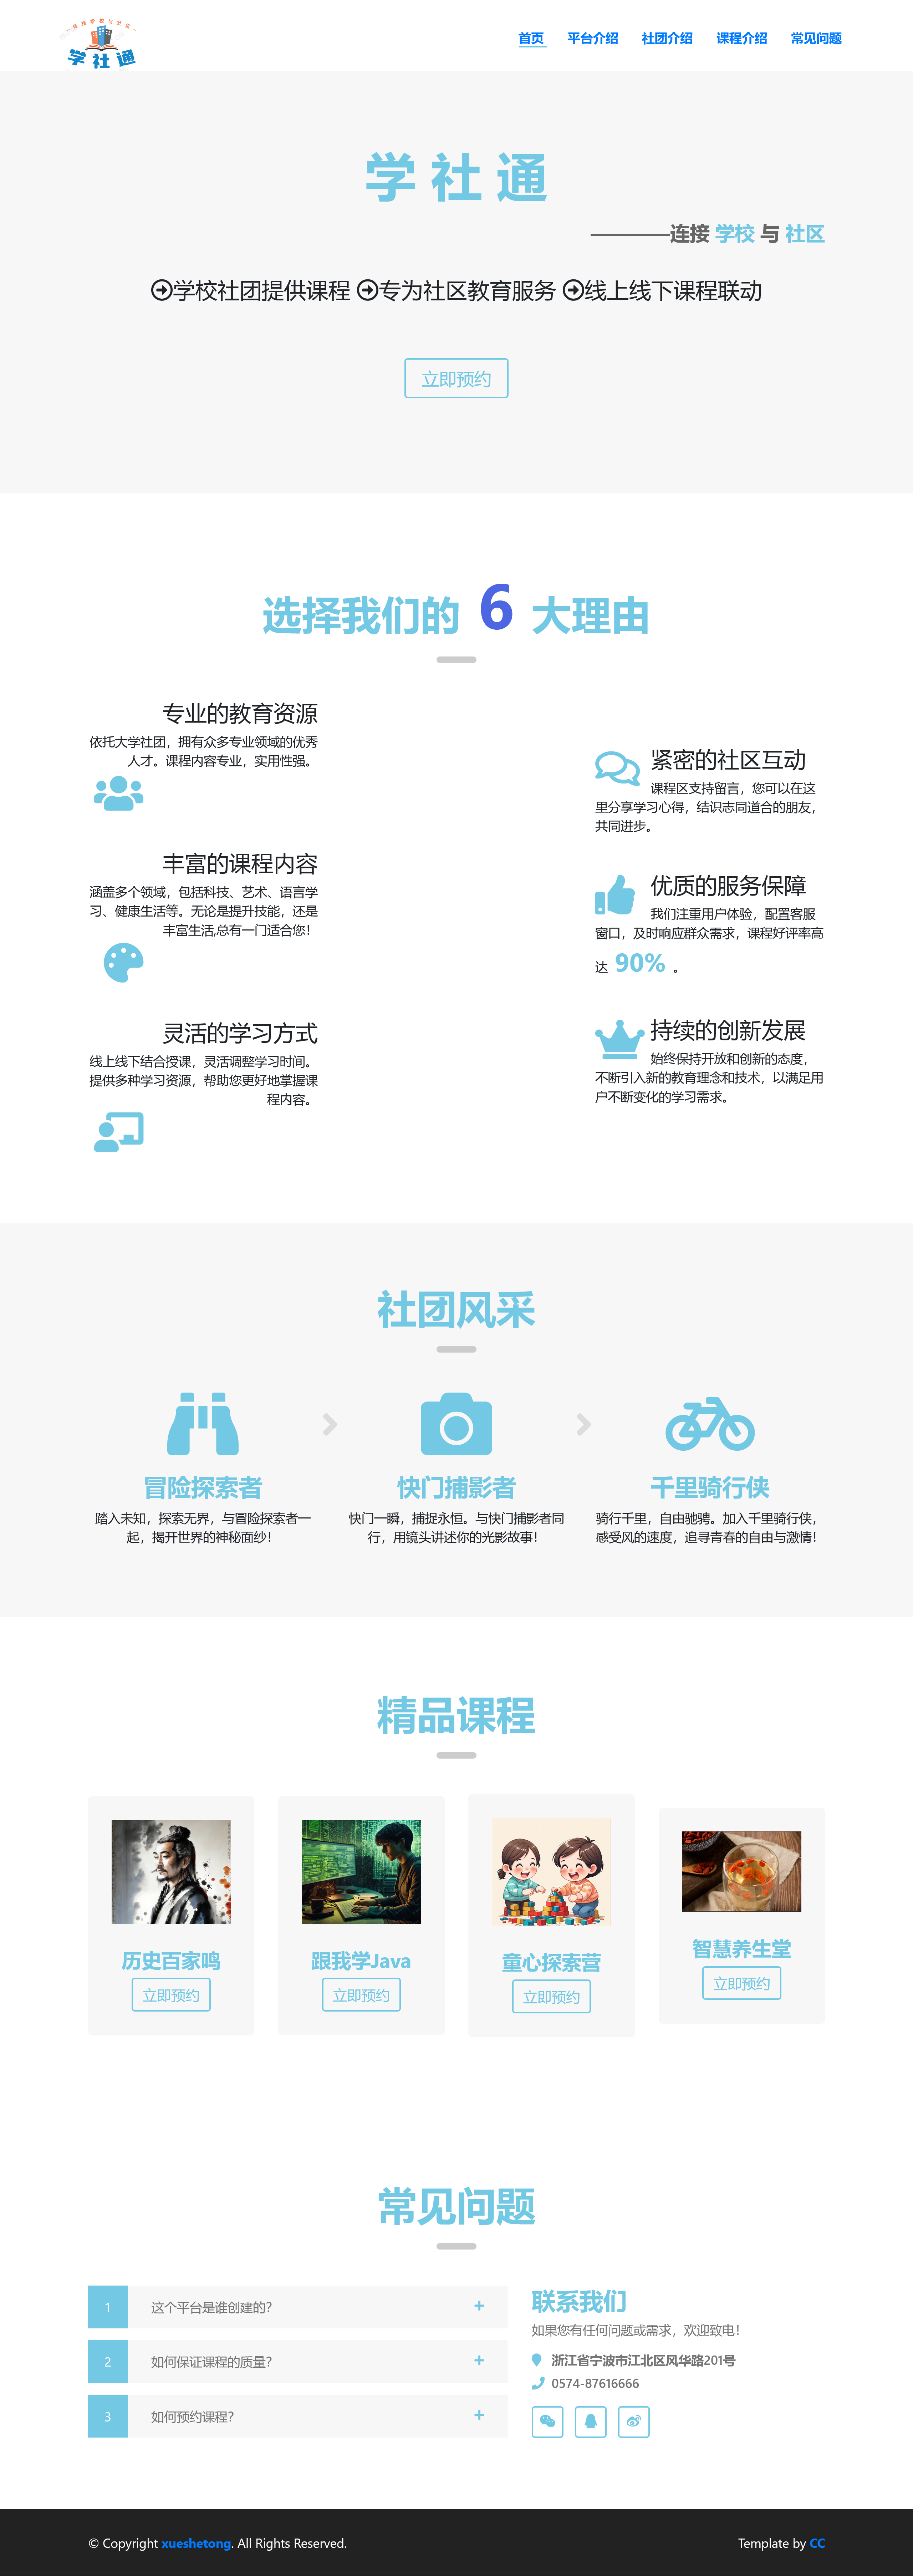 连接学校与社区
学社通
首页 平台介绍 社团介绍 课程介绍 常见问题
学 社 通
————连接 学校 与 社区
学校社团提供课程 专为社区教育服务 线上线下课程联动
立即预约
选择我们的 6 大理由
专业的教育资源
依托大学社团，拥有众多专业领域的优秀
人才。课程内容专业，实用性强。
丰富的课程内容
涵盖多个领域，包括科技、艺术、语言学
习、健康生活等。无论是提升技能，还是
丰富生活,总有一门适合您！
灵活的学习方式
线上线下结合授课，灵活调整学习时间。
提供多种学习资源，帮助您更好地掌握课
程内容。
紧密的社区互动
课程区支持留言，您可以在这
里分享学习心得，结识志同道合的朋友，
共同进步。
优质的服务保障
我们注重用户体验，配置客服
窗口，及时响应群众需求，课程好评率高
达 90% 。
持续的创新发展
始终保持开放和创新的态度，
不断引入新的教育理念和技术，以满足用
户不断变化的学习需求。
社团风采
冒险探索者
踏入未知，探索无界，与冒险探索者一
起，揭开世界的神秘面纱！
快门捕影者
快门一瞬，捕捉永恒。与快门捕影者同
行，用镜头讲述你的光影故事！
千里骑行侠
骑行千里，自由驰骋。加入千里骑行侠，
感受风的速度，追寻青春的自由与激情！
精品课程
历史百家鸣
立即预约
跟我学Java
立即预约
童心探索营
立即预约
智慧养生堂
立即预约
常见问题
1 这个平台是谁创建的？
2 如何保证课程的质量？
3 如何预约课程？
联系我们
如果您有任何问题或需求，欢迎致电！
浙江省宁波市江北区风华路201号
0574-87616666
© Copyright xueshetong. All Rights Reserved.
Template by CC